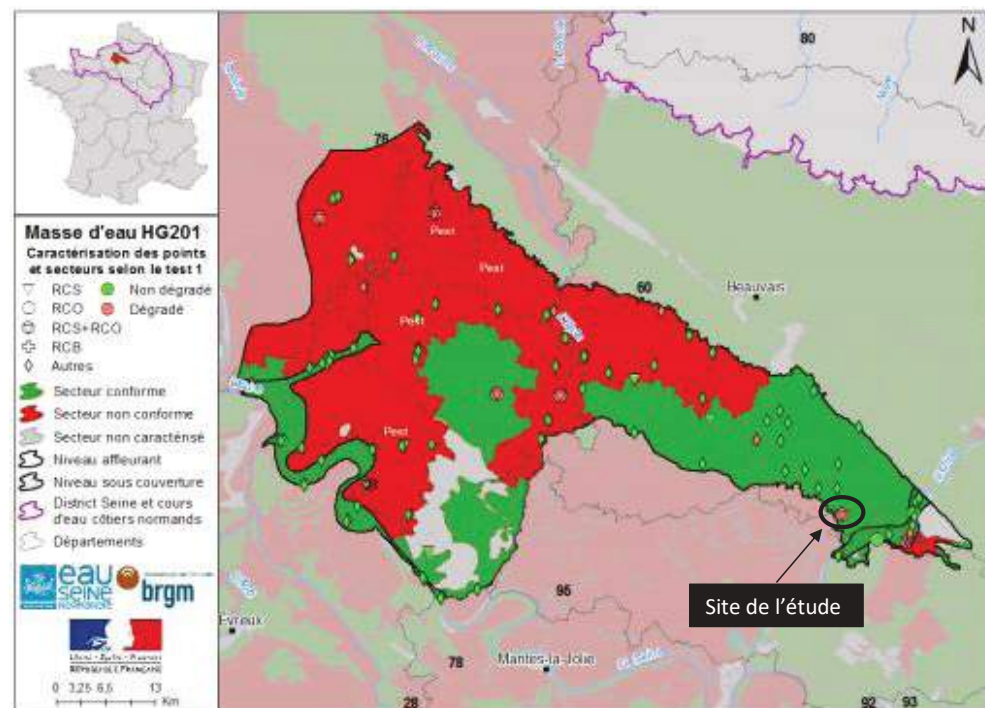 Masse d'eau HG201
Caractérisation des points
et secteurs selon le test 1
RCS
Non dégradé
RCO
Dégradé
RCS+RCO
RCB
Autres
Secteur conforme
Secteur non conforme
Secteur non caractérisé
Niveau affleurant
Niveau sous couverture
District Seine et cours
d'eau côtiers normands
Départements
eau
SEINE
NORMANDIE
brgm
RÉPUBLIQUE FRANÇAISE
0 3,25 6,5 13
Km
N
80
76
Pest
Pest
60
Beauvais
Pest
Pest
Site de l'étude
95
Evreux
78
Mantes-la-Jolie
28
92 93